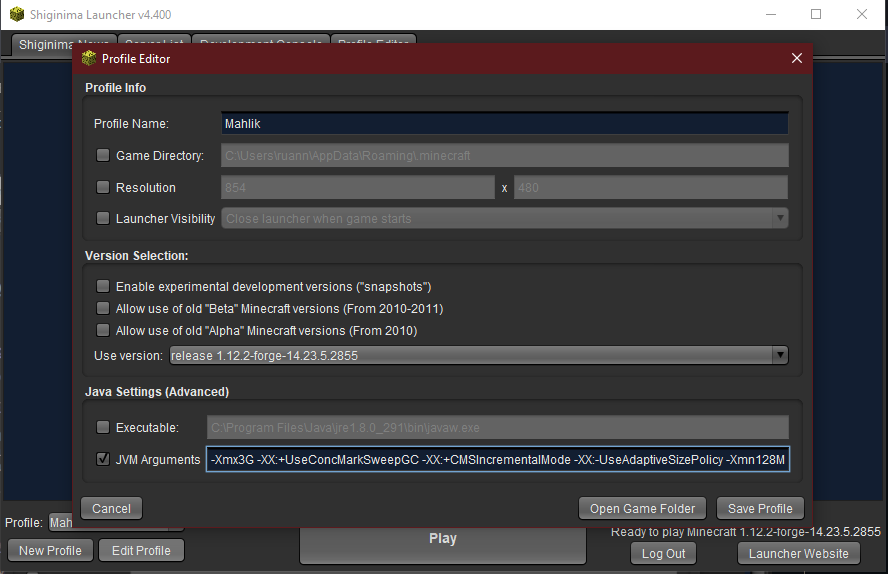 Shiginima Launcher v4.400
Shiginima News Server List Development Console Profile Editor
Profile Editor
Profile Info
Profile Name: Mahlik
Game Directory: C:\Users\ruann\AppData\Roaming\.minecraft
Resolution 854 x 480
Launcher Visibility Close launcher when game starts
Version Selection:
Enable experimental development versions ("snapshots")
Allow use of old "Beta" Minecraft versions (From 2010-2011)
Allow use of old "Alpha" Minecraft versions (From 2010)
Use version: release 1.12.2-forge-14.23.5.2855
Java Settings (Advanced)
Executable: C:\Program Files\Java\jre1.8.0_291\bin\javaw.exe
JVM Arguments -Xmx3G -XX:+UseConcMarkSweepGC -XX:+CMSIncrementalMode -XX:-UseAdaptiveSizePolicy -Xmn128M
Cancel Open Game Folder Save Profile
Profile: Mah
Play
Ready to play Minecraft 1.12.2-forge-14.23.5.2855
New Profile Edit Profile Log Out Launcher Website